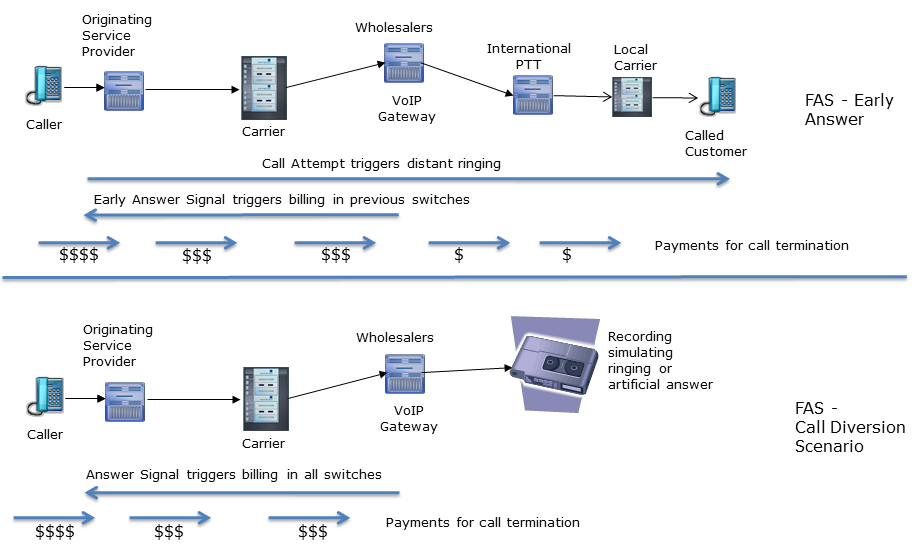 Originating
Service
Provider
Wholesalers
International
PTT
Local
Carrier
Caller
Carrier
VoIP
Gateway
Called
Customer
FAS - Early
Answer
Call Attempt triggers distant ringing
Early Answer Signal triggers billing in previous switches
$$$$
$$$
$$$
$
$
Payments for call termination
Originating
Service
Provider
Wholesalers
Recording
simulating
ringing or
artificial answer
Caller
Carrier
VoIP
Gateway
FAS -
Call Diversion
Scenario
Answer Signal triggers billing in all switches
$$$$
$$$
$$$
Payments for call termination